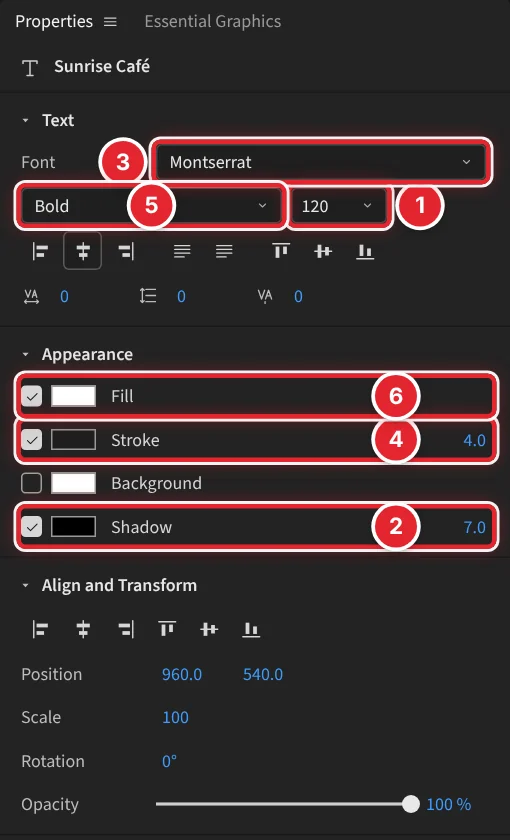 Properties Essential Graphics
Sunrise Café
Text
Font 3 Montserrat
Bold 5 120 1
VA 0 0 VA 0
Appearance
Fill 6
Stroke 4 4.0
Background
Shadow 2 7.0
Align and Transform
Position 960.0 540.0
Scale 100
Rotation 0°
Opacity 100 %